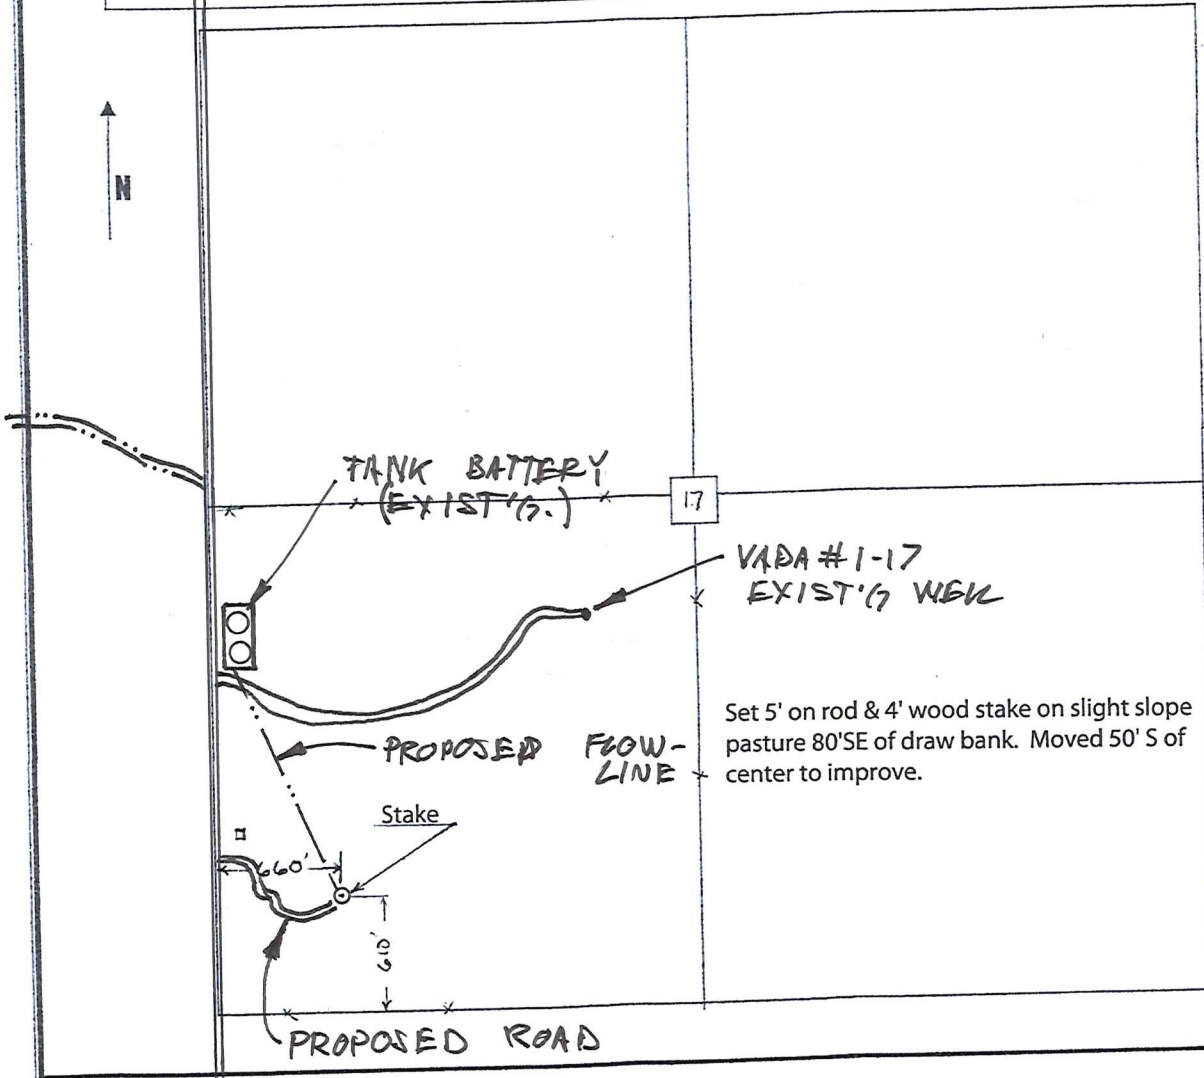 N
TANK BATTERY
(EXIST'G.)
17
VADA #1-17
EXIST'G WELL
Set 5' on rod & 4' wood stake on slight slope
pasture 80'SE of draw bank. Moved 50' S of
center to improve.
PROPOSED FLOW-
LINE
Stake
660'
610'
PROPOSED ROAD